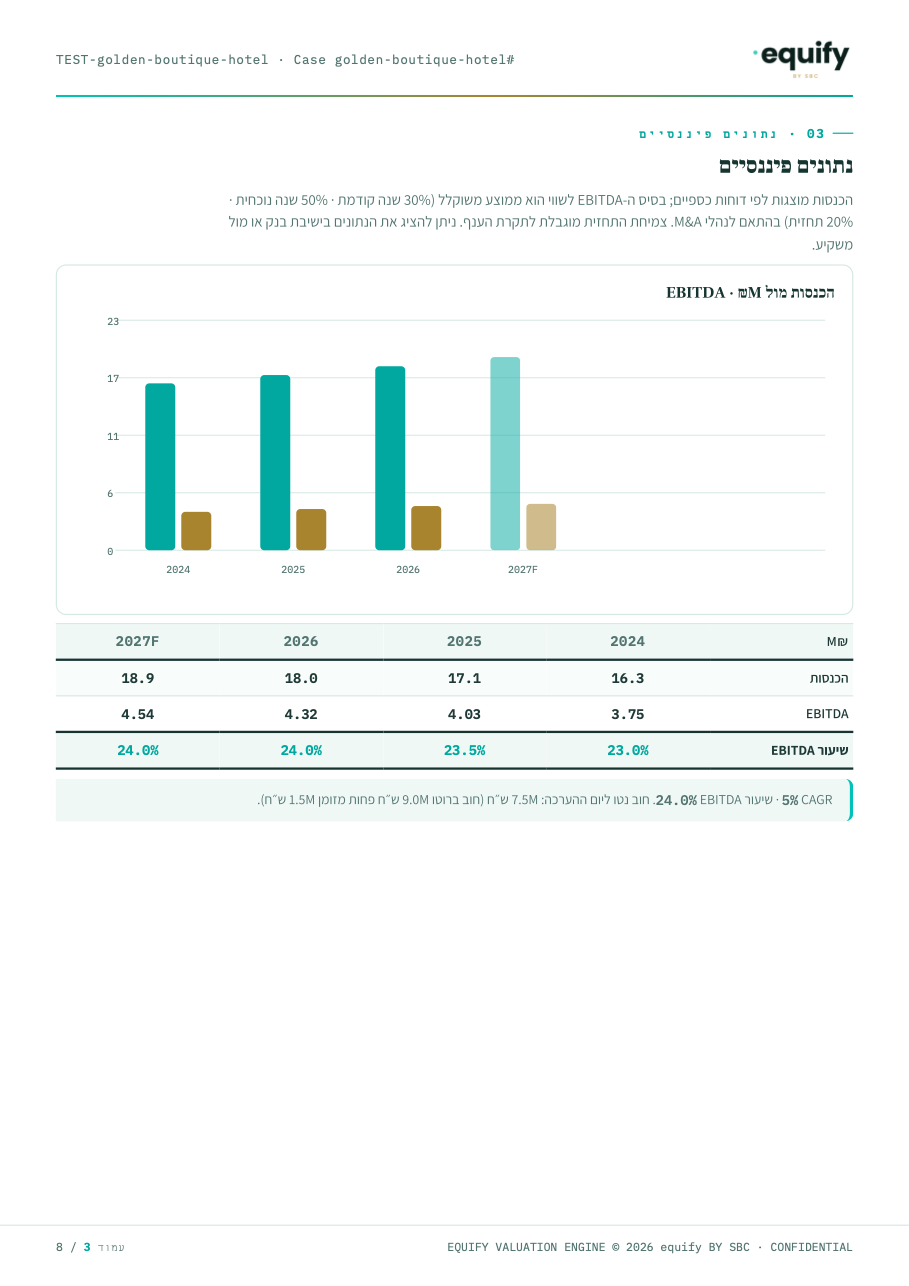 TEST-golden-boutique-hotel · Case golden-boutique-hotel#
equify
BY SBC
03 · נתונים פיננסיים
נתונים פיננסיים
הכנסות מוצגות לפי דוחות כספיים; בסיס ה-EBITDA לשווי הוא ממוצע משוקלל (30% שנה קודמת · 50% שנה נוכחית ·
20% תחזית) בהתאם לנהלי M&A. צמיחת התחזית מוגבלת לתקרת הענף. ניתן להציג את הנתונים בישיבת בנק או מול
משקיע.
הכנסות מול EBITDA · ₪M
23
17
11
6
0
2024 2025 2026 2027F
₪M 2024 2025 2026 2027F
הכנסות 16.3 17.1 18.0 18.9
EBITDA 3.75 4.03 4.32 4.54
שיעור EBITDA 23.0% 23.5% 24.0% 24.0%
CAGR 5% · שיעור EBITDA 24.0%. חוב נטו ליום ההערכה: 7.5M ש״ח (חוב ברוטו 9.0M ש״ח פחות מזומן 1.5M ש״ח).
EQUIFY VALUATION ENGINE © 2026 equify BY SBC · CONFIDENTIAL
עמוד 3 / 8